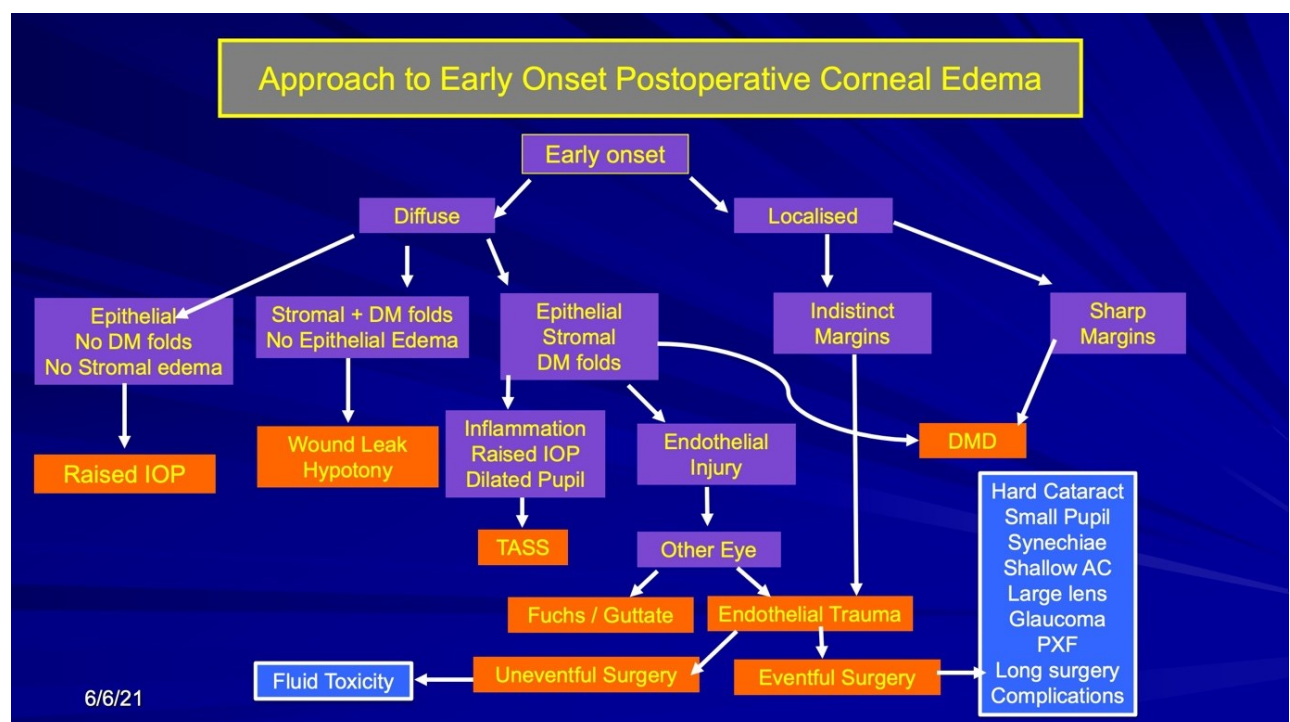 Approach to Early Onset Postoperative Corneal Edema
Early onset
Diffuse
Localised
Epithelial
No DM folds
No Stromal edema
Stromal + DM folds
No Epithelial Edema
Epithelial
Stromal
DM folds
Indistinct
Margins
Sharp
Margins
Raised IOP
Wound Leak
Hypotony
Inflammation
Raised IOP
Dilated Pupil
Endothelial
Injury
DMD
TASS
Other Eye
Fuchs / Guttate
Endothelial Trauma
Fluid Toxicity
Uneventful Surgery
Eventful Surgery
Hard Cataract
Small Pupil
Synechiae
Shallow AC
Large lens
Glaucoma
PXF
Long surgery
Complications
6/6/21